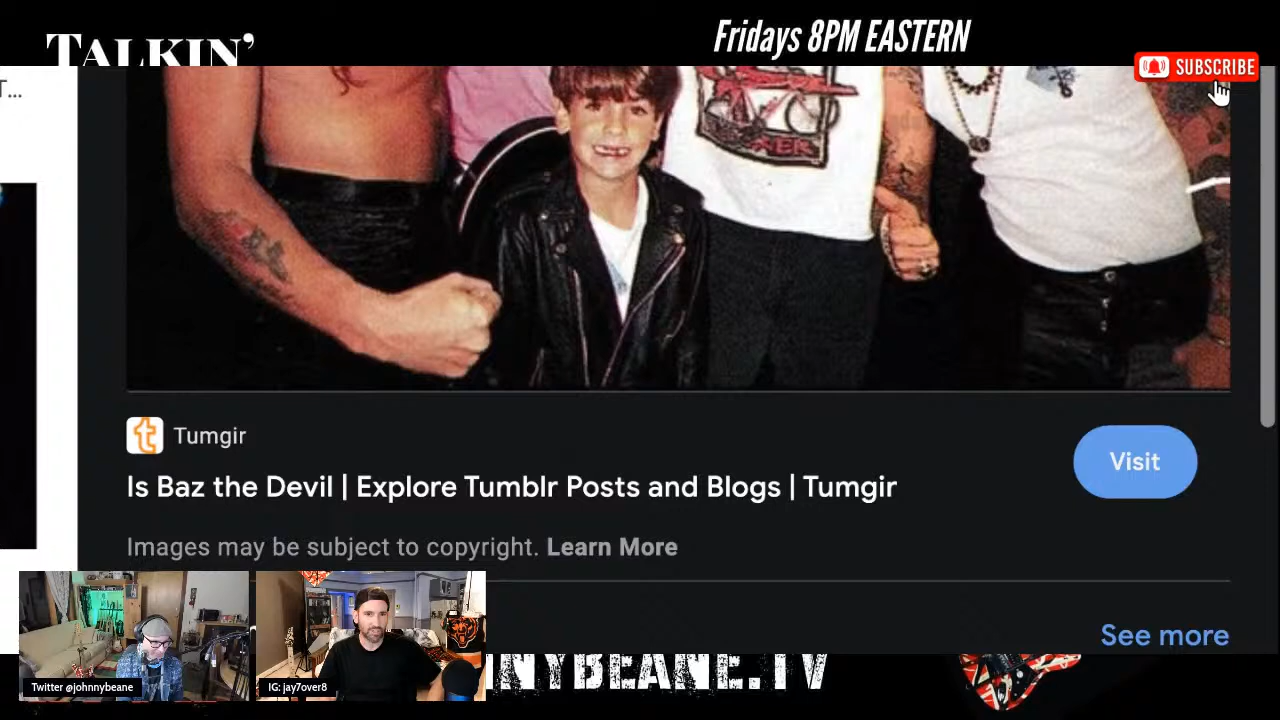 TALKIN'
Fridays 8PM EASTERN
SUBSCRIBE
T...
Tumgir
Visit
Is Baz the Devil | Explore Tumblr Posts and Blogs | Tumgir
Images may be subject to copyright. Learn More
See more
NNYBEANE.TV
Twitter @johnnybeane
IG: jay7over8